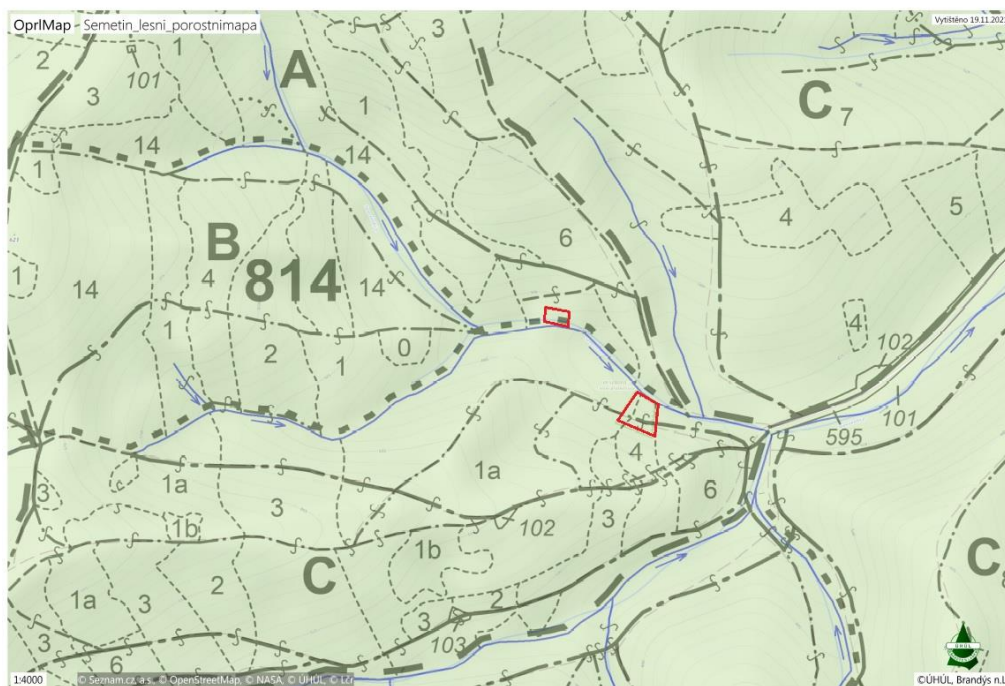 OprlMap - Semetin_lesni_porostnimapa
Vytištěno 19.11.202
2
1
3
101
3
A
1
C 7
14
14
1
4
5
B
6
814
14
4
14
1
1
2
1
0
4
102
101
595
1a
4
1a
3
6
3
1b
102
3
1b
C
C
2
1a
3
3
2
3
103
6
1:4000
© Seznam.cz, a.s., © OpenStreetMap, © NASA, © ÚHÚL, © Lčr
©ÚHÚL, Brandýs n.L